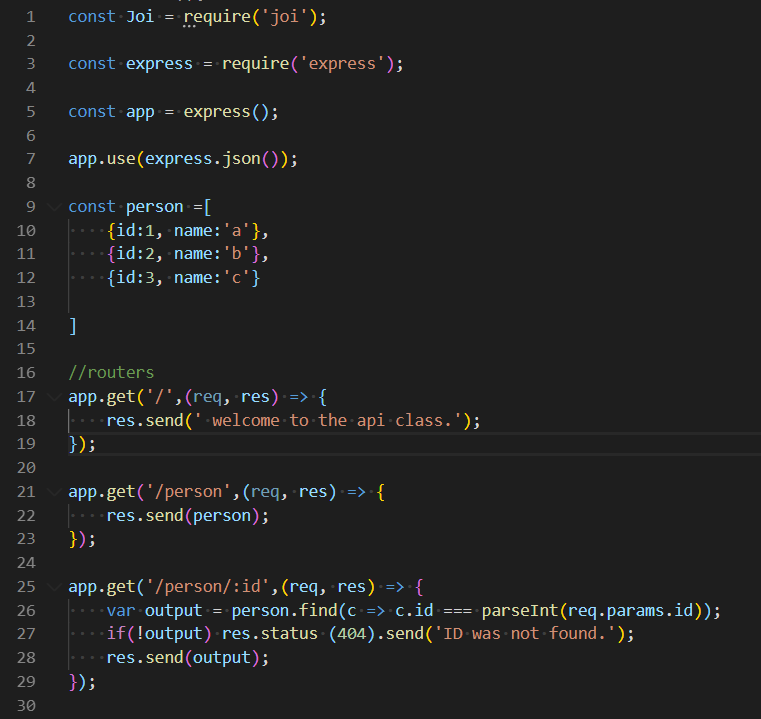 1 const Joi = require('joi');
2
3 const express = require('express');
4
5 const app = express();
6
7 app.use(express.json());
8
9 const person =[
10     {id:1, name:'a'},
11     {id:2, name:'b'},
12     {id:3, name:'c'}
13
14 ]
15
16 //routers
17 app.get('/',(req, res) => {
18     res.send(' welcome to the api class.');
19 });
20
21 app.get('/person',(req, res) => {
22     res.send(person);
23 });
24
25 app.get('/person/:id',(req, res) => {
26     var output = person.find(c => c.id === parseInt(req.params.id));
27     if(!output) res.status (404).send('ID was not found.');
28     res.send(output);
29 });
30